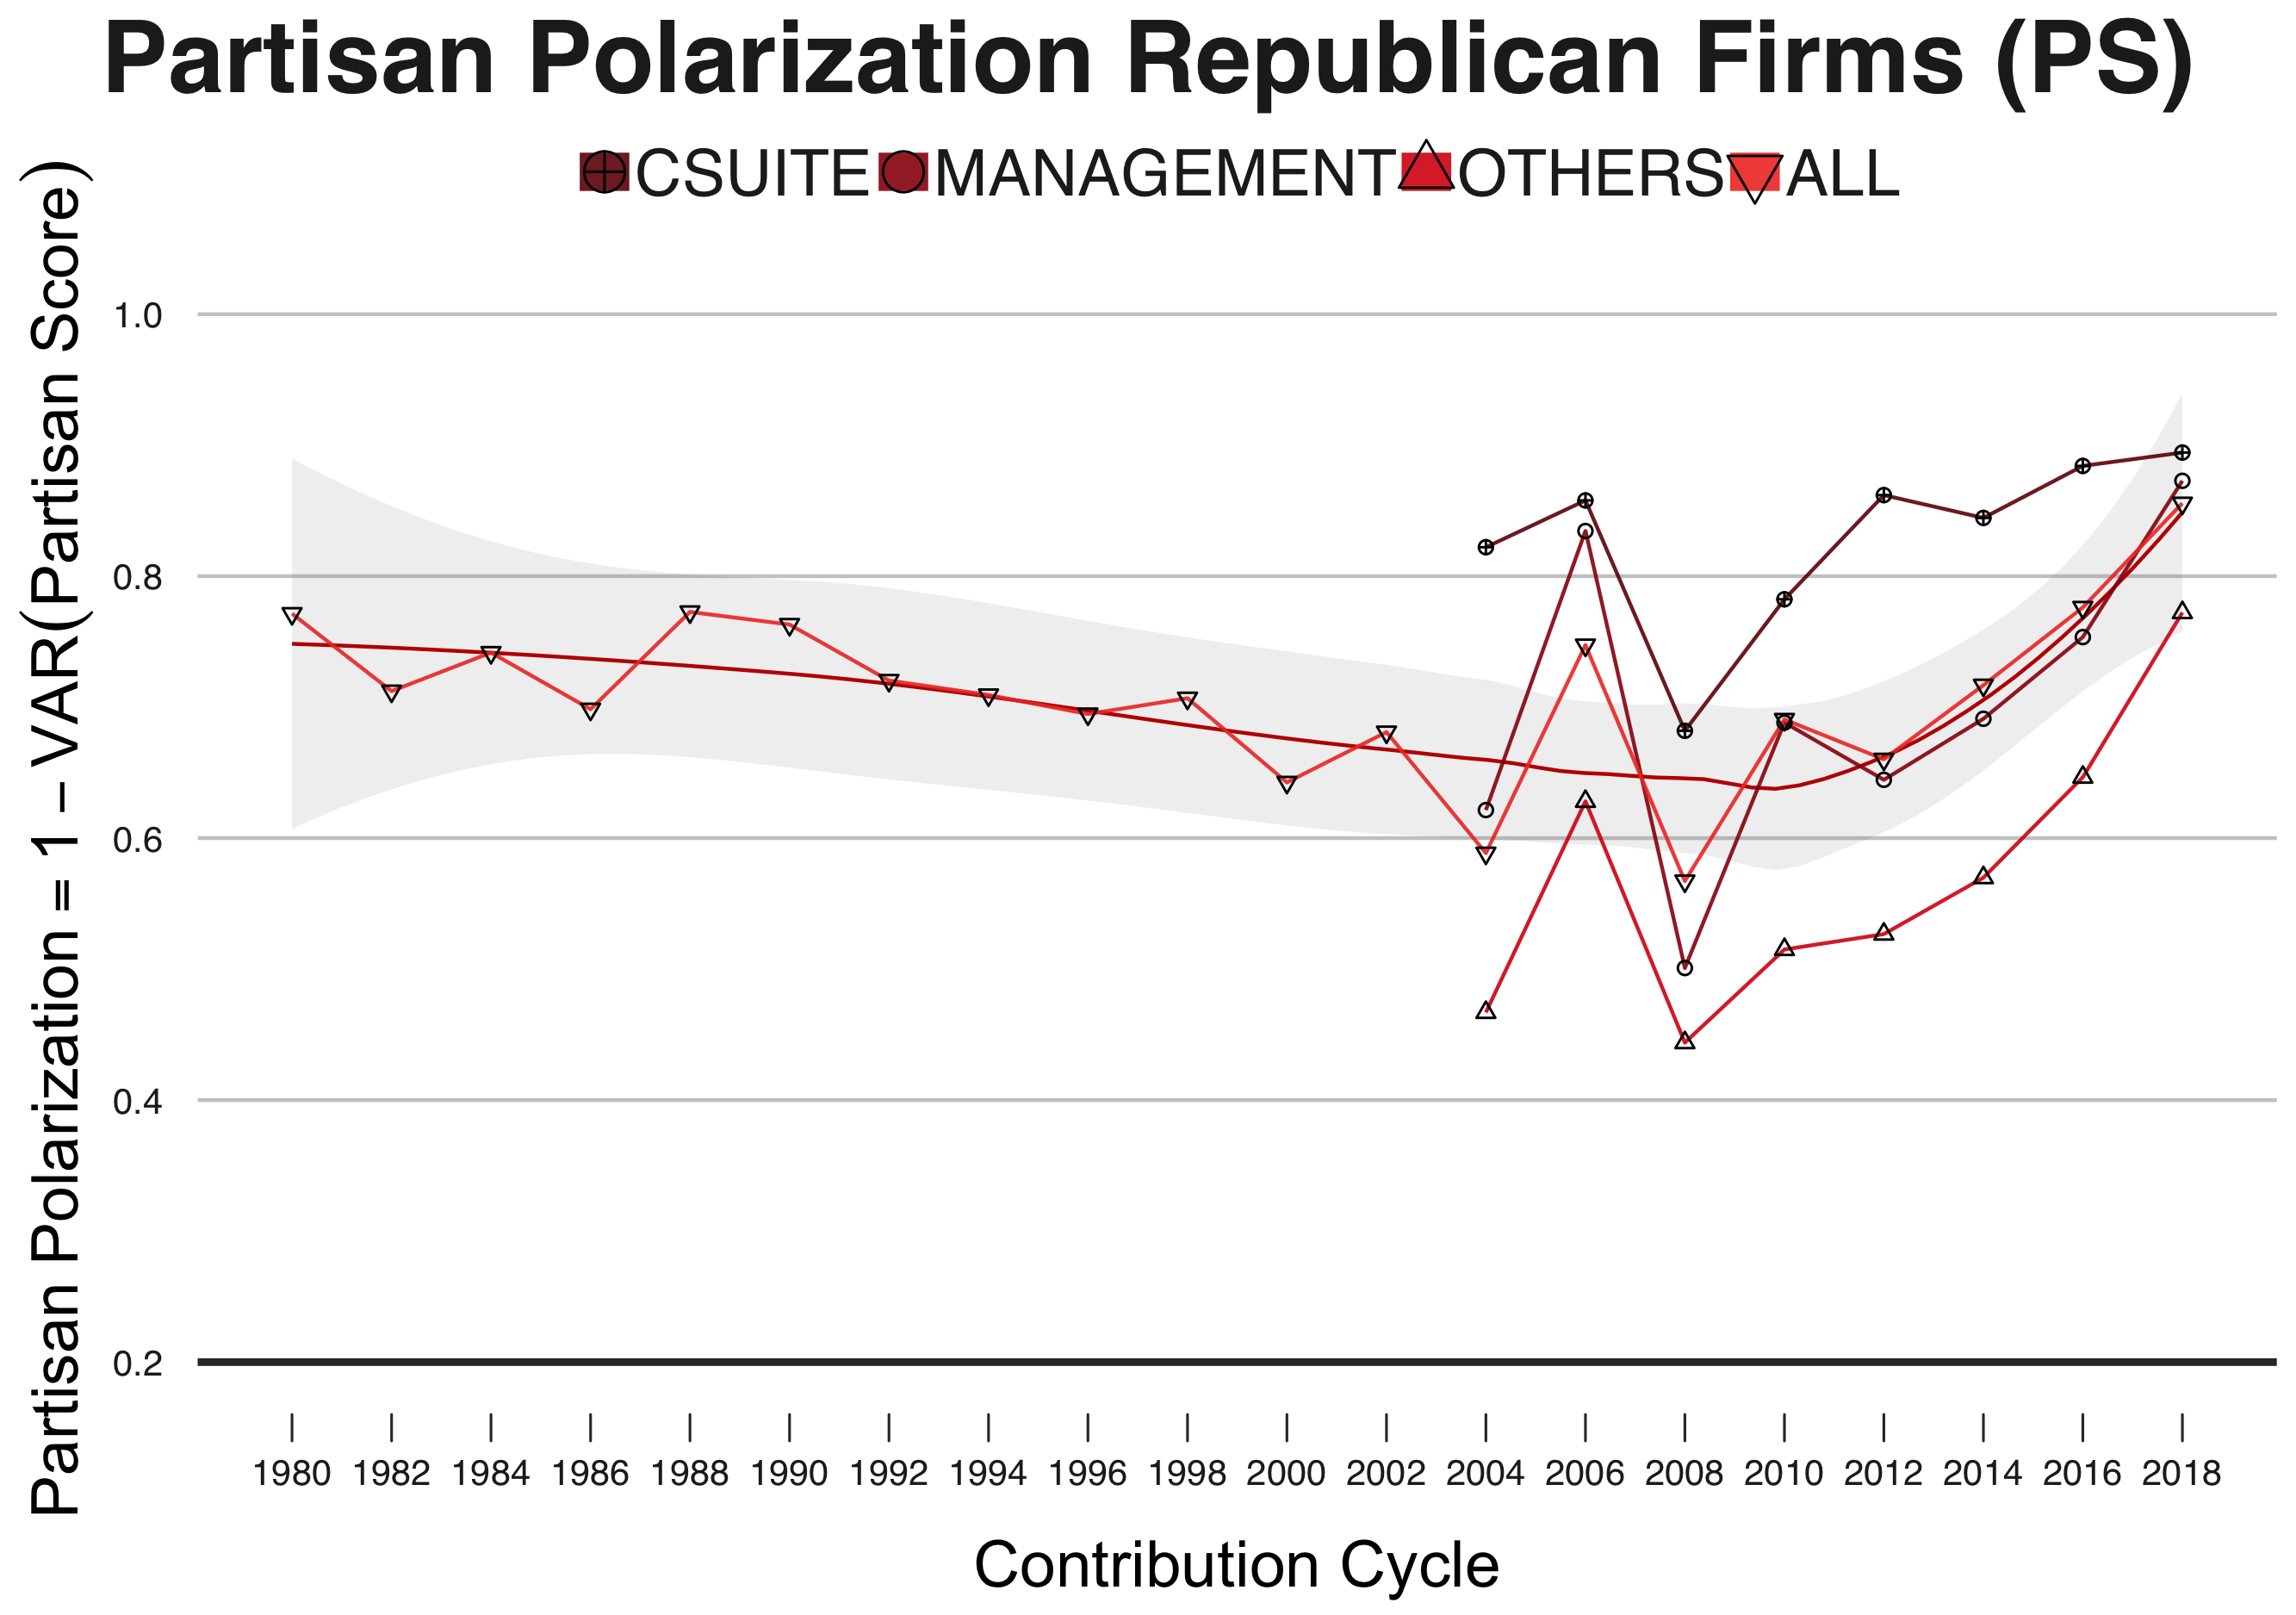 Partisan Polarization Republican Firms (PS)
CSUITE MANAGEMENT OTHERS ALL
Partisan Polarization = 1 − VAR(Partisan Score)
1.0
0.8
0.6
0.4
0.2
1980 1982 1984 1986 1988 1990 1992 1994 1996 1998 2000 2002 2004 2006 2008 2010 2012 2014 2016 2018
Contribution Cycle